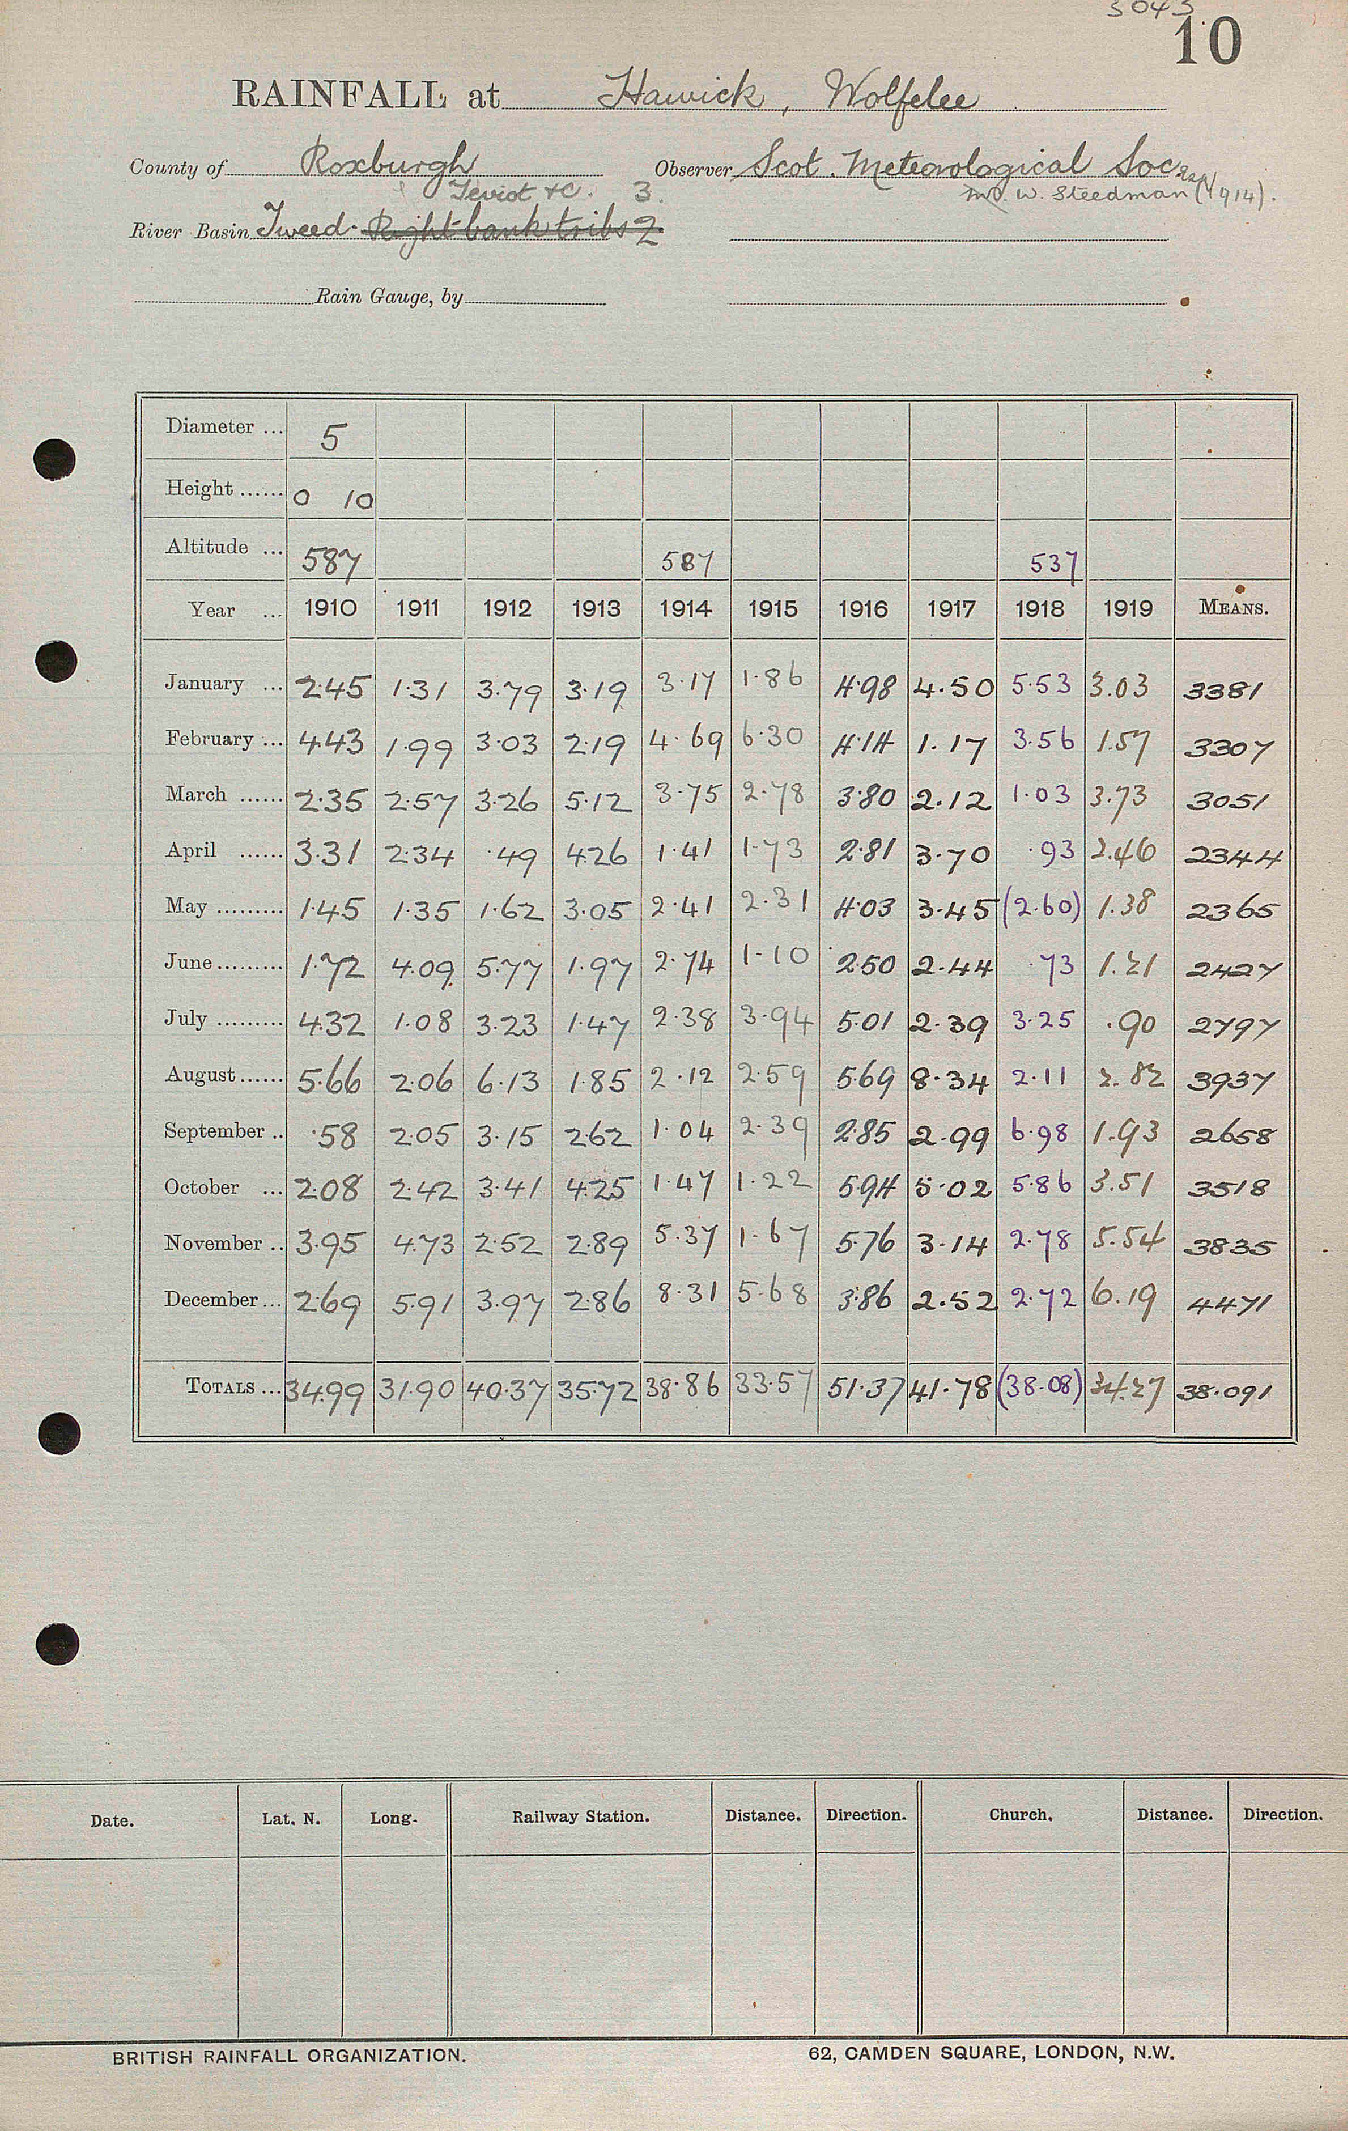 3043
10
RAINFALL at Hawick, Wolfelee
County of Roxburgh Observer Scot. Meteorological Soc.
Teviot &c. 3. W. Steedman (1914).
River Basin Tweed - Right bank tribs 2
Rain Gauge, by
Diameter ... 5
Height ...... 0 10
Altitude ... 587 587 537
Year ... 1910 1911 1912 1913 1914 1915 1916 1917 1918 1919 MEANS.
January ... 2.45 1.31 3.79 3.19 3.17 1.86 4.98 4.50 5.53 3.03 3381
February ... 4.43 1.99 3.03 2.19 4.69 6.30 4.14 1.17 3.56 1.57 3307
March ...... 2.35 2.57 3.26 5.12 3.75 2.78 3.80 2.12 1.03 3.73 3051
April ...... 3.31 2.34 .49 4.26 1.41 1.73 2.81 3.70 .93 2.46 2344
May ......... 1.45 1.35 1.62 3.05 2.41 2.31 4.03 3.45 (2.60) 1.38 2365
June ......... 1.72 4.09 5.77 1.97 2.74 1.10 2.50 2.44 .73 1.21 2427
July ......... 4.32 1.08 3.23 1.47 2.38 3.94 5.01 2.39 3.25 .90 2797
August ...... 5.66 2.06 6.13 1.85 2.12 2.59 5.69 8.34 2.11 2.82 3937
September .. .58 2.05 3.15 2.62 1.04 2.39 2.85 2.99 6.98 1.93 2658
October ... 2.08 2.42 3.41 4.25 1.47 1.22 5.94 5.02 5.86 3.51 3518
November .. 3.95 4.73 2.52 2.89 5.37 1.67 5.76 3.14 2.78 5.54 3835
December ... 2.69 5.91 3.97 2.86 8.31 5.68 3.86 2.52 2.72 6.19 4471
TOTALS ... 34.99 31.90 40.37 35.72 38.86 33.57 51.37 41.78 (38.08) 34.27 38.091
Date. Lat. N. Long. Railway Station. Distance. Direction. Church. Distance. Direction.
BRITISH RAINFALL ORGANIZATION. 62, CAMDEN SQUARE, LONDON, N.W.